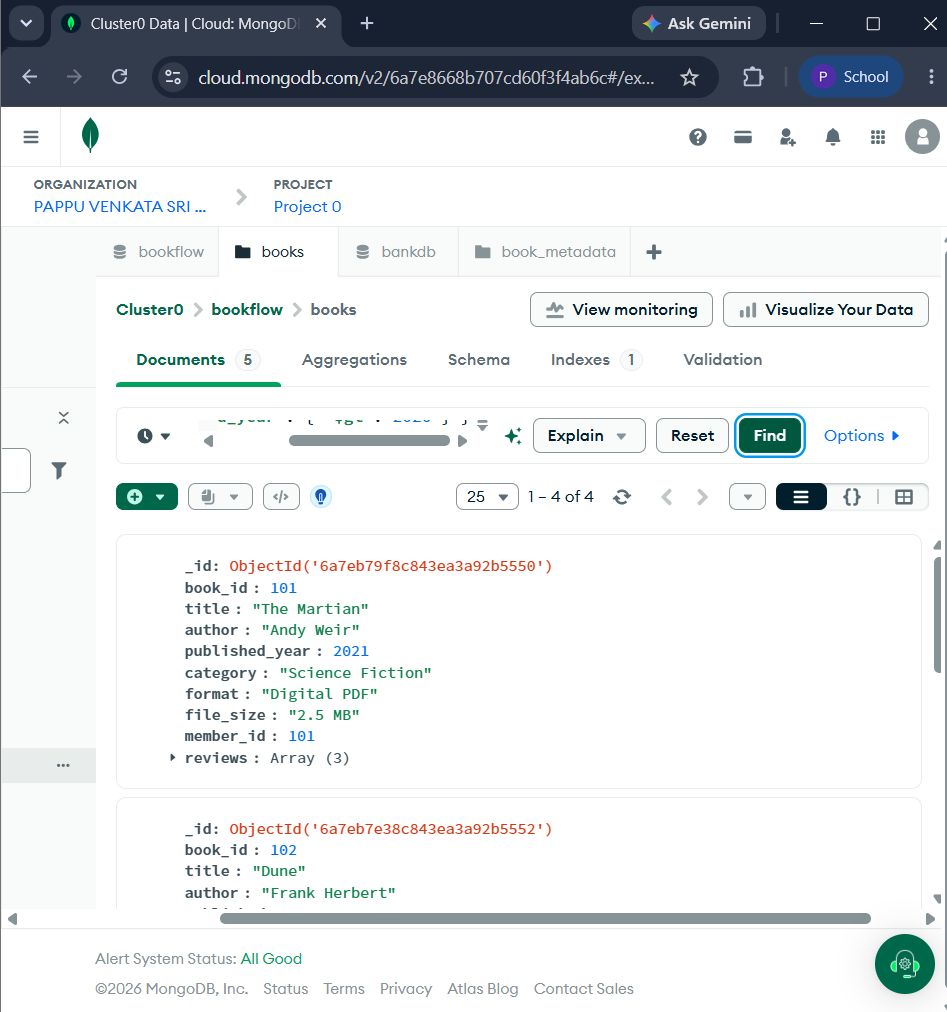 Cluster0 Data | Cloud: MongoD
Ask Gemini
cloud.mongodb.com/v2/6a7e8668b707cd60f3f4ab6c#/ex...
P School
ORGANIZATION
PAPPU VENKATA SRI ...
PROJECT
Project 0
bookflow
books
bankdb
book_metadata
Cluster0 > bookflow > books
View monitoring
Visualize Your Data
Documents 5
Aggregations
Schema
Indexes 1
Validation
Explain
Reset
Find
Options
25
1 – 4 of 4
_id: ObjectId('6a7eb79f8c843ea3a92b5550')
book_id : 101
title : "The Martian"
author : "Andy Weir"
published_year : 2021
category : "Science Fiction"
format : "Digital PDF"
file_size : "2.5 MB"
member_id : 101
reviews : Array (3)
_id: ObjectId('6a7eb7e38c843ea3a92b5552')
book_id : 102
title : "Dune"
author : "Frank Herbert"
Alert System Status: All Good
©2026 MongoDB, Inc. Status Terms Privacy Atlas Blog Contact Sales